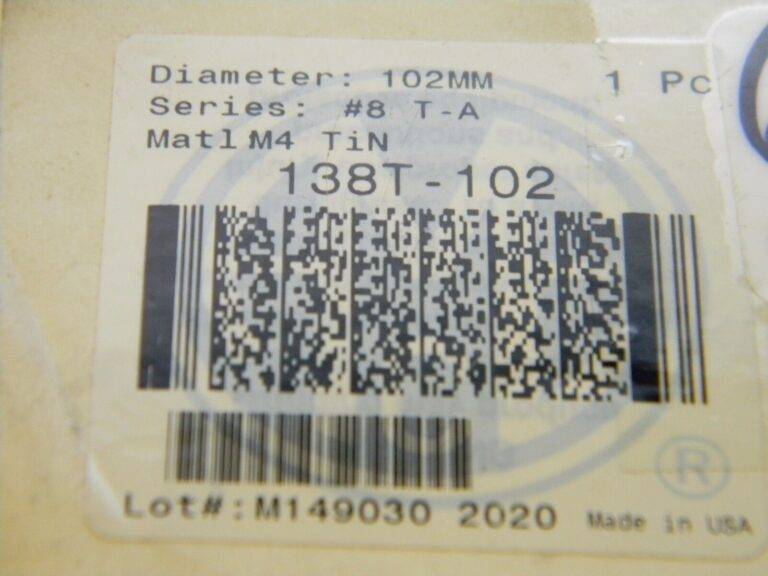 Diameter: 102MM 1 Pc
Series: #8 T-A
Matl M4 TiN
138T-102
Lot#:M149030 2020 Made in USA
®